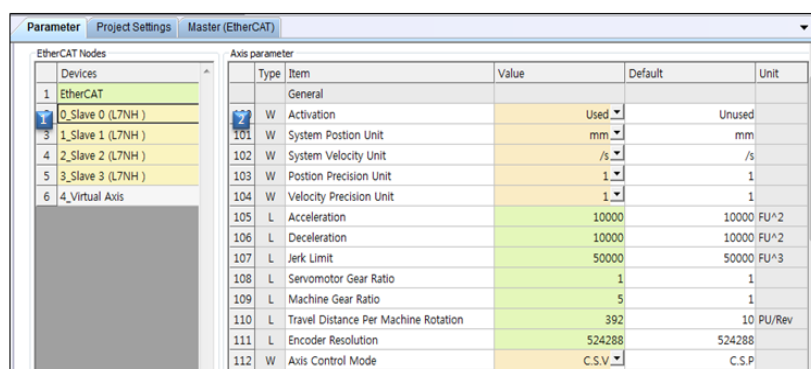 Parameter Project Settings Master (EtherCAT)
EtherCAT Nodes Axis parameter
Devices Type Item Value Default Unit
1 EtherCAT General
1 0_Slave 0 (L7NH ) 2 W Activation Used Unused
3 1_Slave 1 (L7NH ) 101 W System Postion Unit mm mm
4 2_Slave 2 (L7NH ) 102 W System Velocity Unit /s /s
5 3_Slave 3 (L7NH ) 103 W Postion Precision Unit 1 1
6 4_Virtual Axis 104 W Velocity Precision Unit 1 1
105 L Acceleration 10000 10000 FU^2
106 L Deceleration 10000 10000 FU^2
107 L Jerk Limit 50000 50000 FU^3
108 L Servomotor Gear Ratio 1 1
109 L Machine Gear Ratio 5 1
110 L Travel Distance Per Machine Rotation 392 10 PU/Rev
111 L Encoder Resolution 524288 524288
112 W Axis Control Mode C.S.V C.S.P